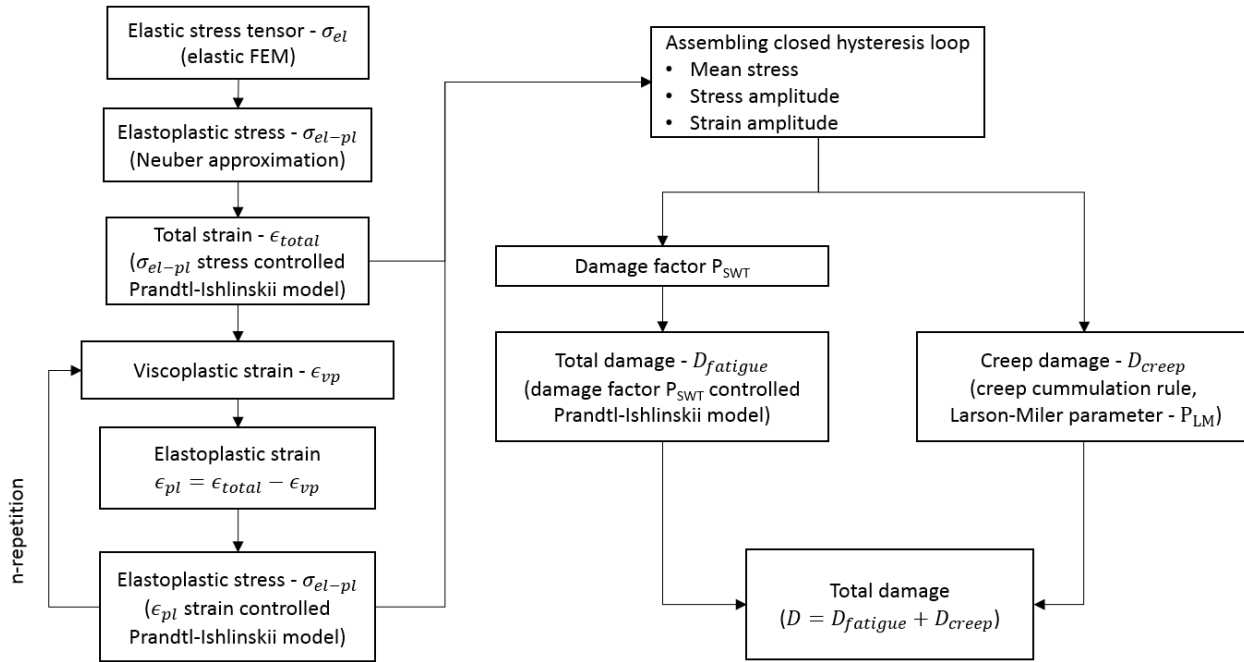 Elastic stress tensor - σ_el
(elastic FEM)
Elastoplastic stress - σ_el−pl
(Neuber approximation)
Total strain - ϵ_total
(σ_el−pl stress controlled
Prandtl-Ishlinskii model)
Viscoplastic strain - ϵ_vp
Elastoplastic strain
ϵ_pl = ϵ_total − ϵ_vp
Elastoplastic stress - σ_el−pl
(ϵ_pl strain controlled
Prandtl-Ishlinskii model)
n-repetition
Assembling closed hysteresis loop
• Mean stress
• Stress amplitude
• Strain amplitude
Damage factor P_SWT
Total damage - D_fatigue
(damage factor P_SWT controlled
Prandtl-Ishlinskii model)
Creep damage - D_creep
(creep cummulation rule,
Larson-Miler parameter - P_LM)
Total damage
(D = D_fatigue + D_creep)